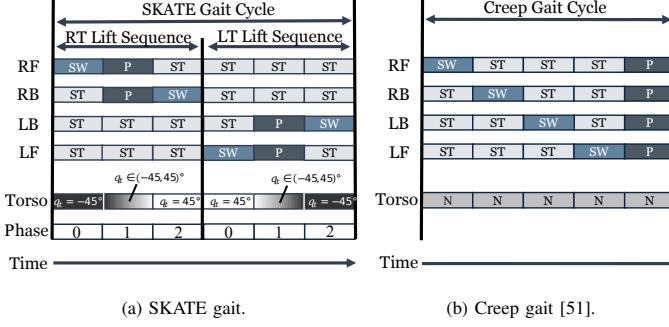 SKATE Gait Cycle
RT Lift Sequence LT Lift Sequence
RF SW P ST ST ST ST
RB ST P SW ST ST ST
LB ST ST ST ST P SW
LF ST ST ST SW P ST
qt ∈(−45,45)° qt ∈(−45,45)°
Torso qt = −45° qt = 45° qt = 45° qt = −45°
Phase 0 1 2 0 1 2
Time
(a) SKATE gait.
Creep Gait Cycle
RF SW ST ST ST P
RB ST SW ST ST P
LB ST ST SW ST P
LF ST ST ST SW P
Torso N N N N N
Time
(b) Creep gait [51].